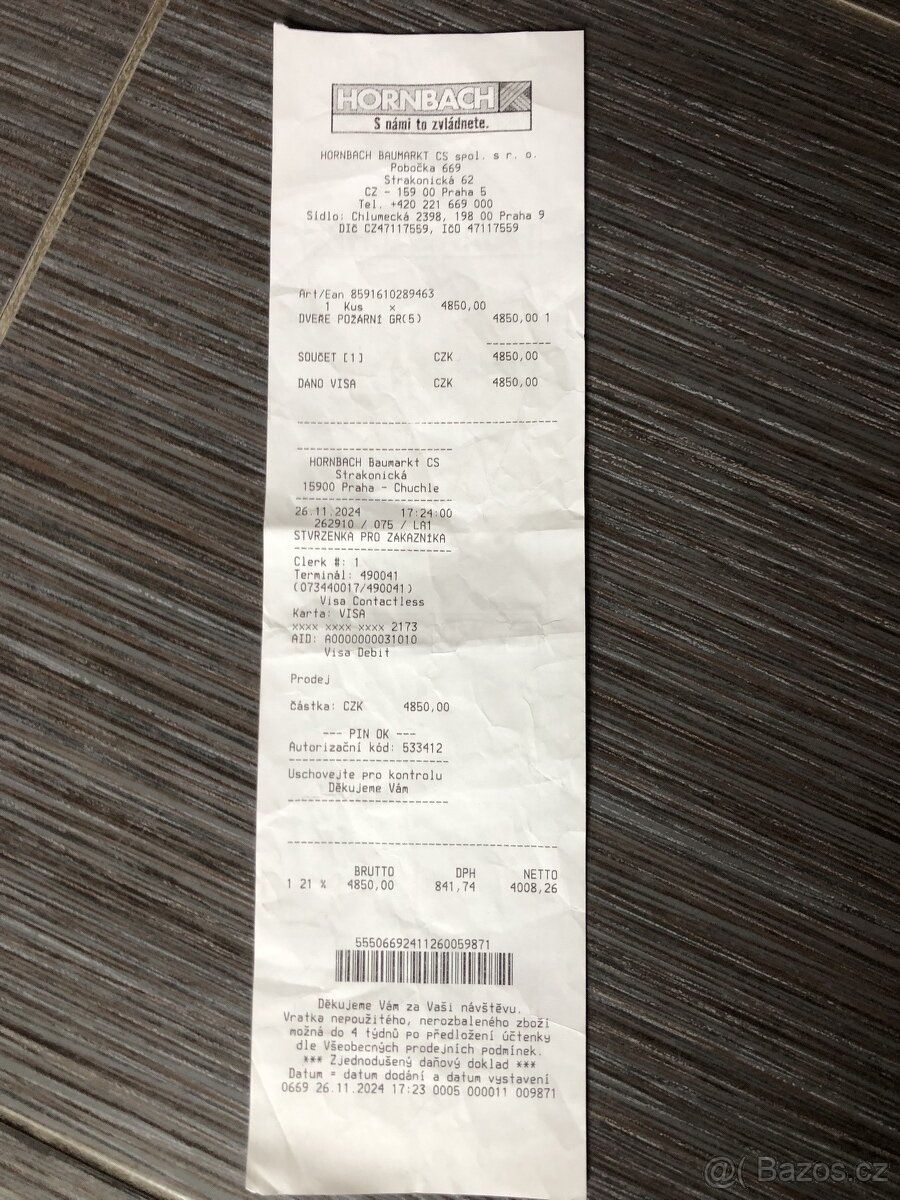 HORNBACH
S námi to zvládnete.
HORNBACH BAUMARKT CS spol. s r. o.
Pobočka 669
Strakonická 62
CZ - 159 00 Praha 5
Tel. +420 221 669 000
Sídlo: Chlumecká 2398, 198 00 Praha 9
DIČ CZ47117559, IČO 47117559
Art/Ean 8591610289463
1 Kus x 4850,00
DVEŘE POŽÁRNÍ GR(5) 4850,00 1
------------
SOUČET [1] CZK 4850,00
DÁNO VISA CZK 4850,00
----------------------------------------
------------------------
HORNBACH Baumarkt CS
Strakonická
15900 Praha - Chuchle
------------------------
26.11.2024 17:24:00
262910 / 075 / LA1
STVRZENKA PRO ZÁKAZNÍKA
------------------------
Clerk #: 1
Terminál: 490041
(073440017/490041)
Visa Contactless
Karta: VISA
xxxx xxxx xxxx 2173
AID: A0000000031010
Visa Debit
Prodej
částka: CZK 4850,00
--- PIN OK ---
Autorizační kód: 533412
------------------------
Uschovejte pro kontrolu
Děkujeme Vám
------------------------
----------------------------------------
BRUTTO DPH NETTO
1 21 % 4850,00 841,74 4008,26
55506692411260059871
Děkujeme Vám za Vaši návštěvu.
Vratka nepoužitého, nerozbaleného zboží
možná do 4 týdnů po předložení účtenky
dle Všeobecných prodejních podmínek.
*** Zjednodušený daňový doklad ***
Datum = datum dodání a datum vystavení
0669 26.11.2024 17:23 0005 000011 009871
@( Bazos.cz